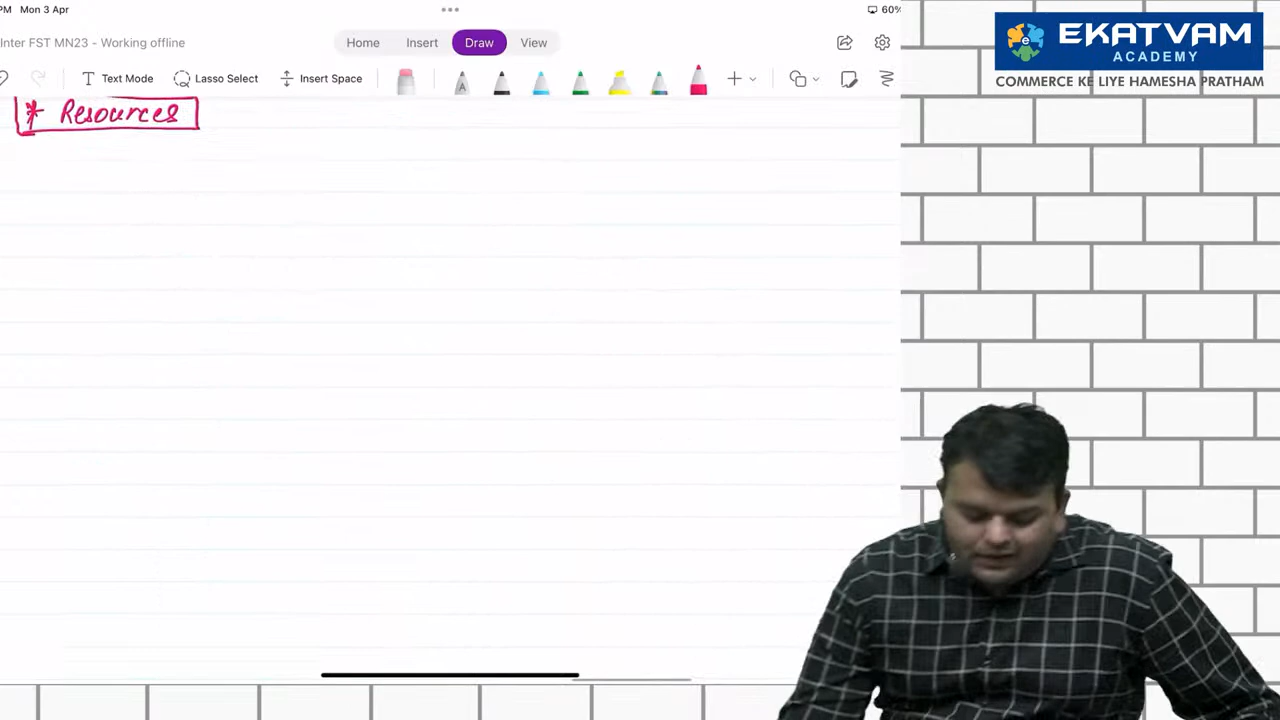 PM Mon 3 Apr
60%
Inter FST MN23 - Working offline
Home Insert Draw View
Text Mode Lasso Select Insert Space
* Resources
EKATVAM
ACADEMY
COMMERCE KE LIYE HAMESHA PRATHAM